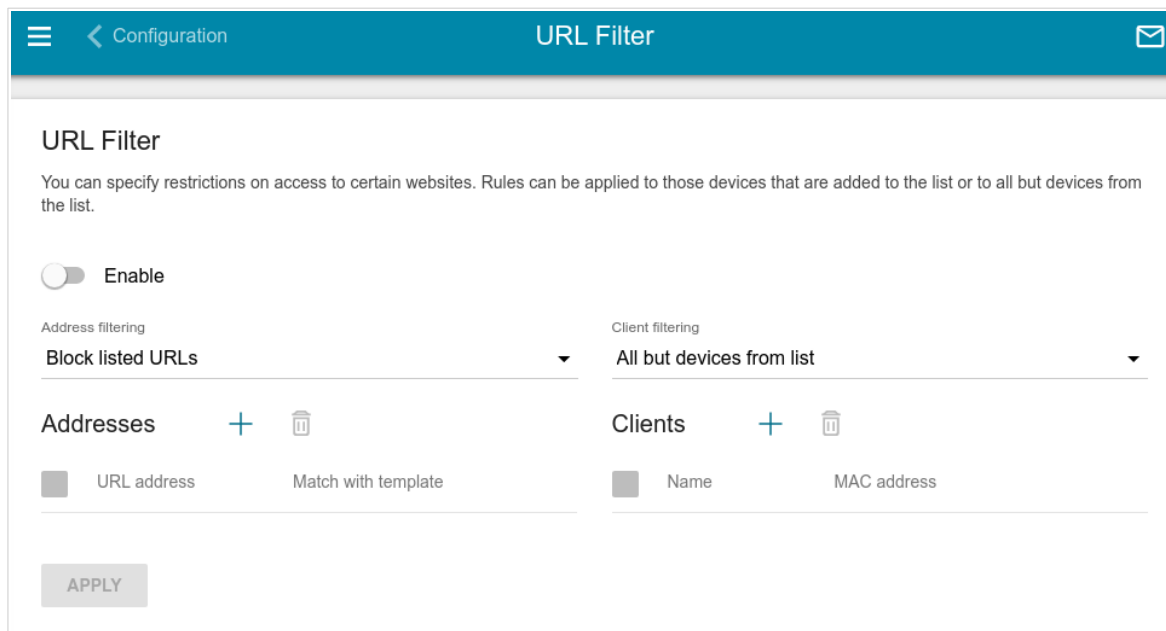 Configuration
URL Filter
URL Filter
You can specify restrictions on access to certain websites. Rules can be applied to those devices that are added to the list or to all but devices from
the list.
Enable
Address filtering
Client filtering
Block listed URLs
All but devices from list
Addresses
Clients
URL address
Match with template
Name
MAC address
APPLY